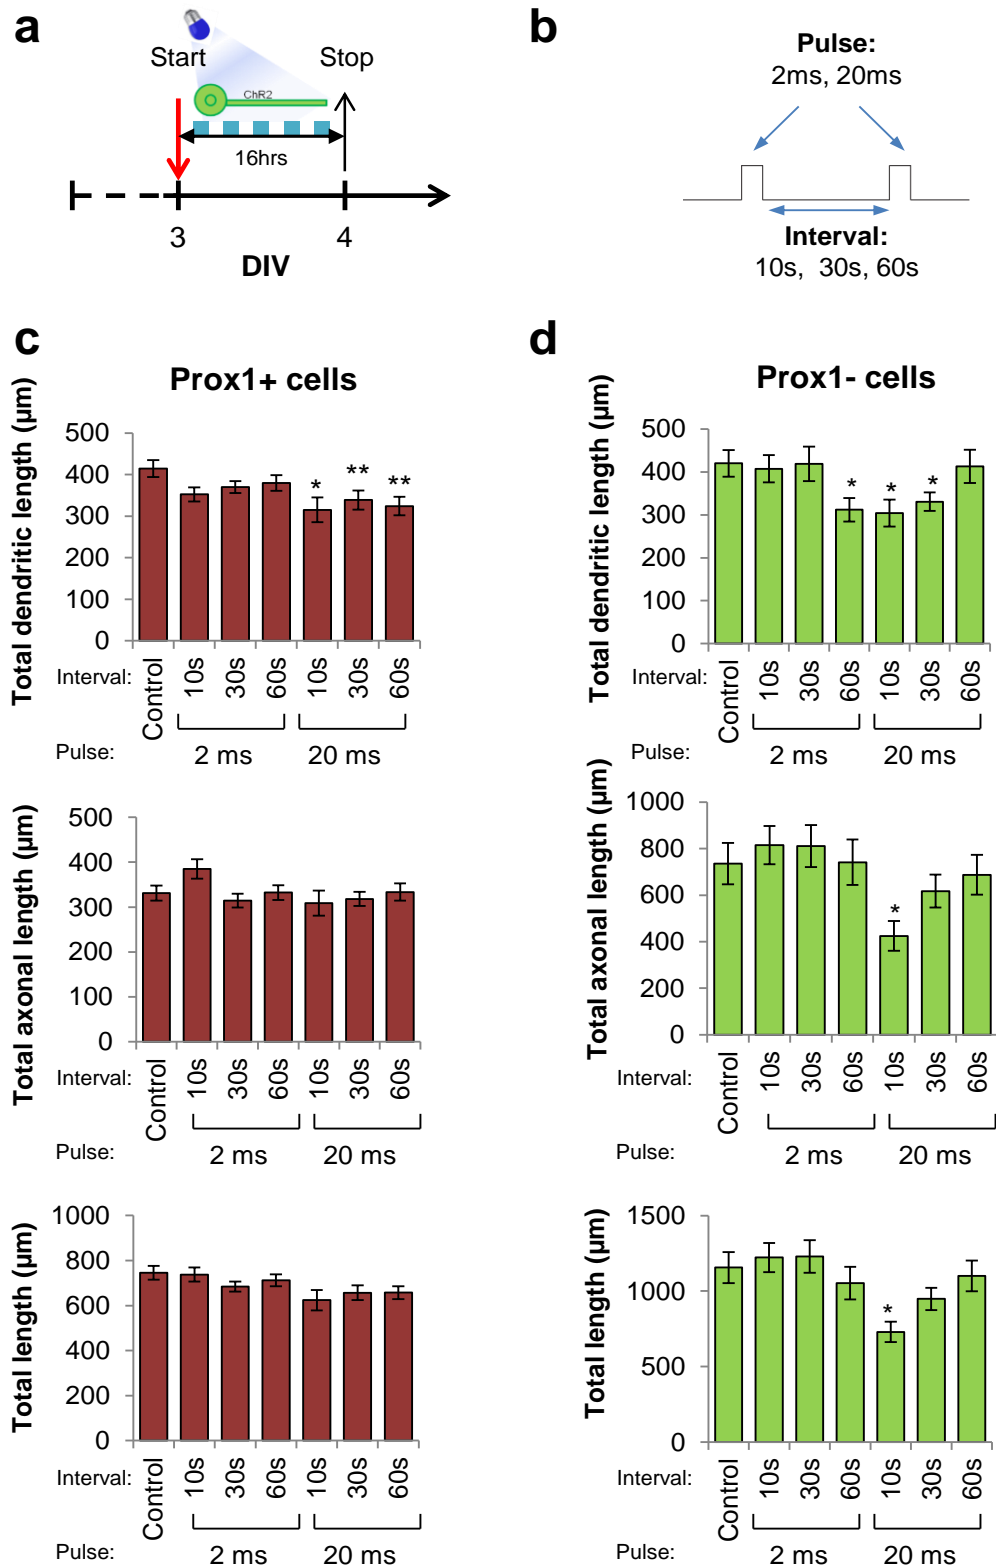 a
Start
Stop
ChR2
16hrs
3
4
DIV
b
Pulse:
2ms, 20ms
Interval:
10s, 30s, 60s
c
Prox1+ cells
Total dendritic length (µm)
500
400
300
200
100
0
Interval:
Control
10s
30s
60s
10s
30s
60s
*
**
**
Pulse:
2 ms
20 ms
Total axonal length (µm)
500
400
300
200
100
0
Interval:
Control
10s
30s
60s
10s
30s
60s
Pulse:
2 ms
20 ms
Total length (µm)
1000
800
600
400
200
0
Interval:
Control
10s
30s
60s
10s
30s
60s
Pulse:
2 ms
20 ms
d
Prox1- cells
Total dendritic length (µm)
500
400
300
200
100
0
*
*
*
Interval:
Control
10s
30s
60s
10s
30s
60s
Pulse:
2 ms
20 ms
Total axonal length (µm)
1000
800
600
400
200
0
*
Interval:
Control
10s
30s
60s
10s
30s
60s
Pulse:
2 ms
20 ms
Total length (µm)
1500
1000
500
0
*
Interval:
Control
10s
30s
60s
10s
30s
60s
Pulse:
2 ms
20 ms